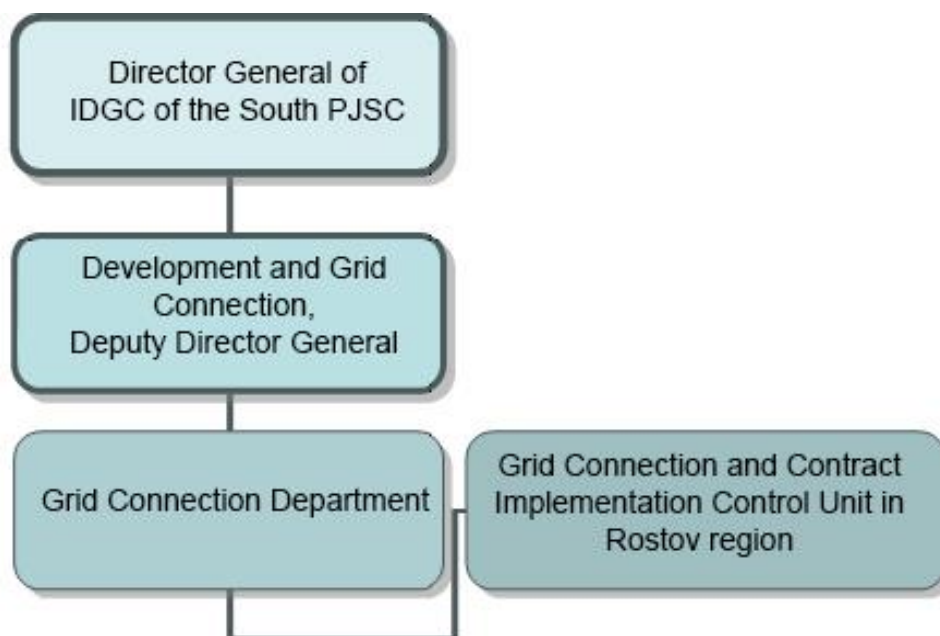 Director General of
IDGC of the South PJSC
Development and Grid
Connection,
Deputy Director General
Grid Connection Department
Grid Connection and Contract
Implementation Control Unit in
Rostov region